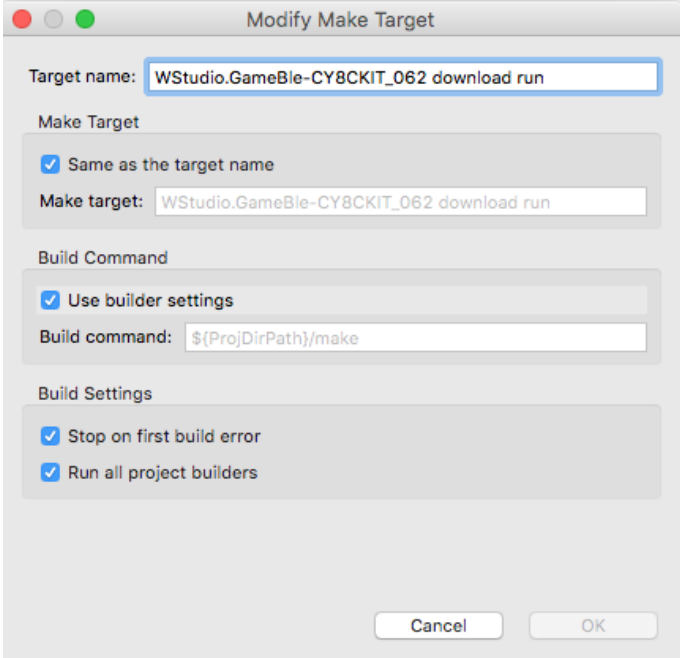 Modify Make Target
Target name: WStudio.GameBle-CY8CKIT_062 download run
Make Target
Same as the target name
Make target: WStudio.GameBle-CY8CKIT_062 download run
Build Command
Use builder settings
Build command: ${ProjDirPath}/make
Build Settings
Stop on first build error
Run all project builders
Cancel OK